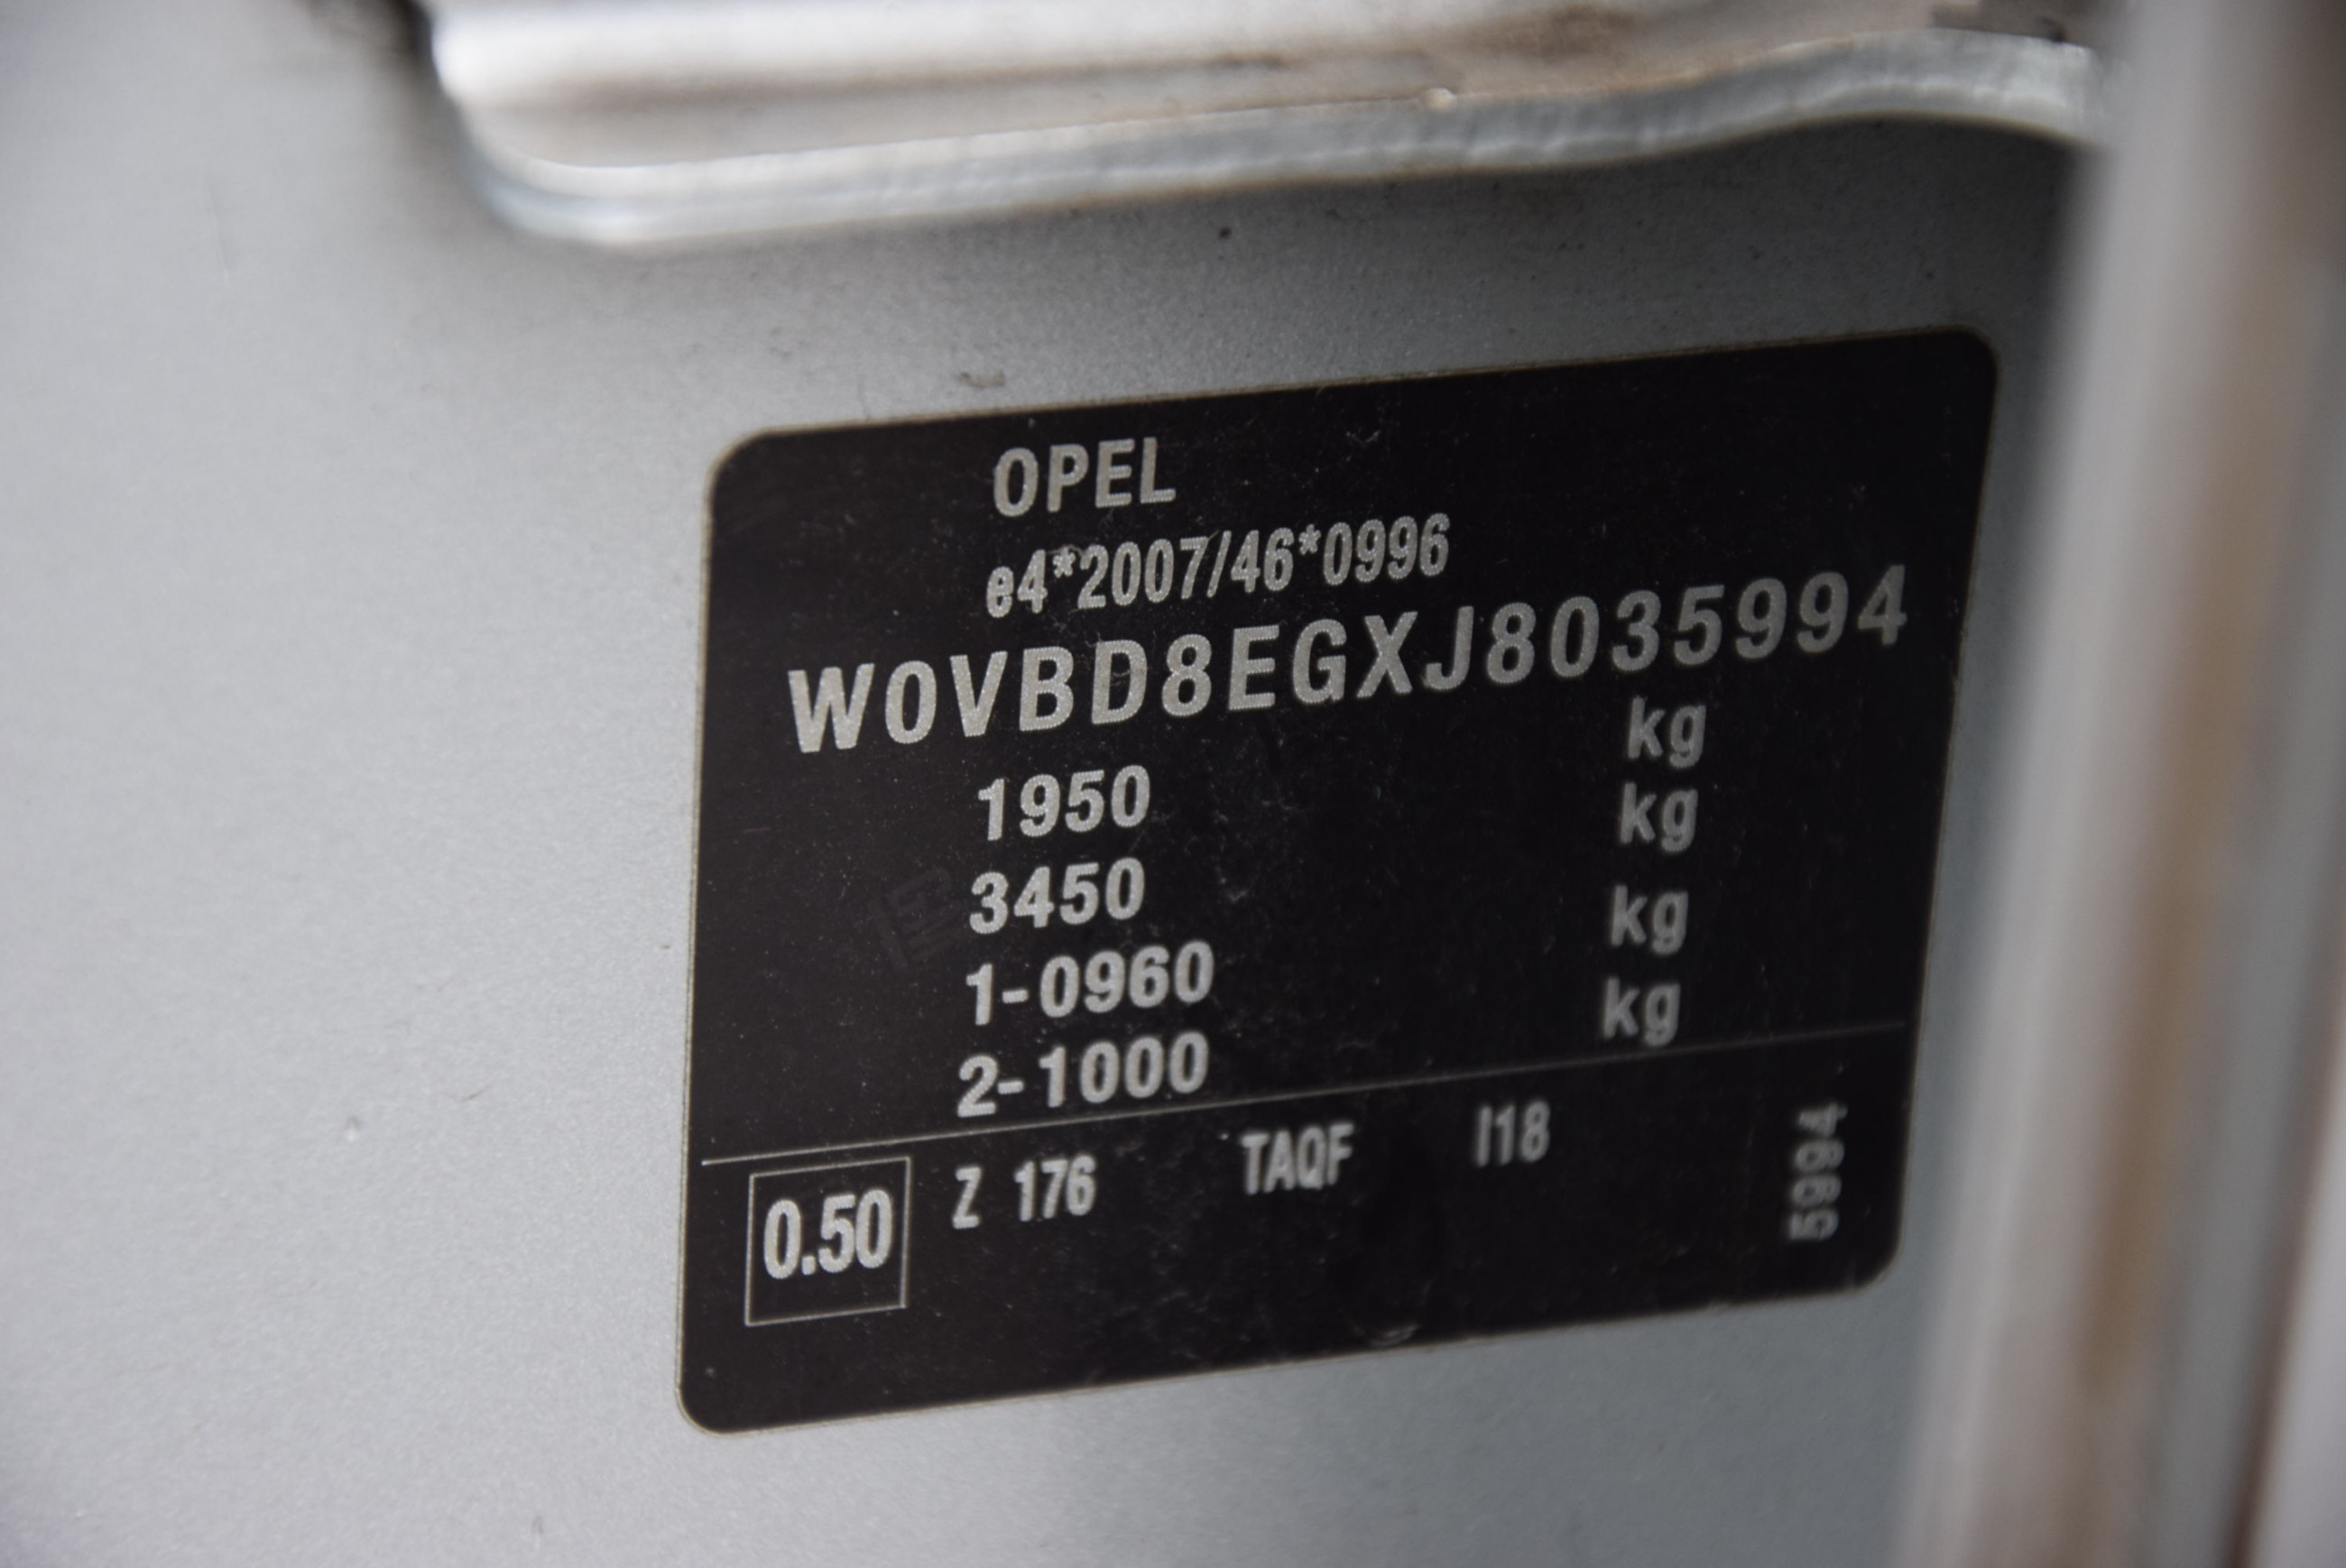 OPEL
e4*2007/46*0996
W0VBD8EGXJ8035994
1950 kg
3450 kg
1-0960 kg
2-1000 kg
0.50 Z 176 TAQF I18
5994